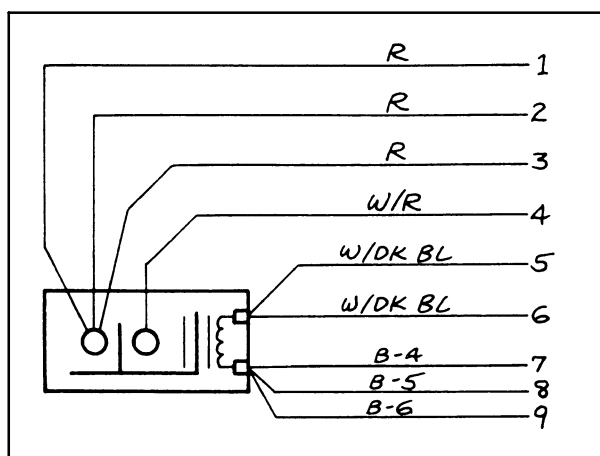 R 1
R 2
R 3
W/R 4
W/DK BL 5
W/DK BL 6
B-4 7
B-5 8
B-6 9